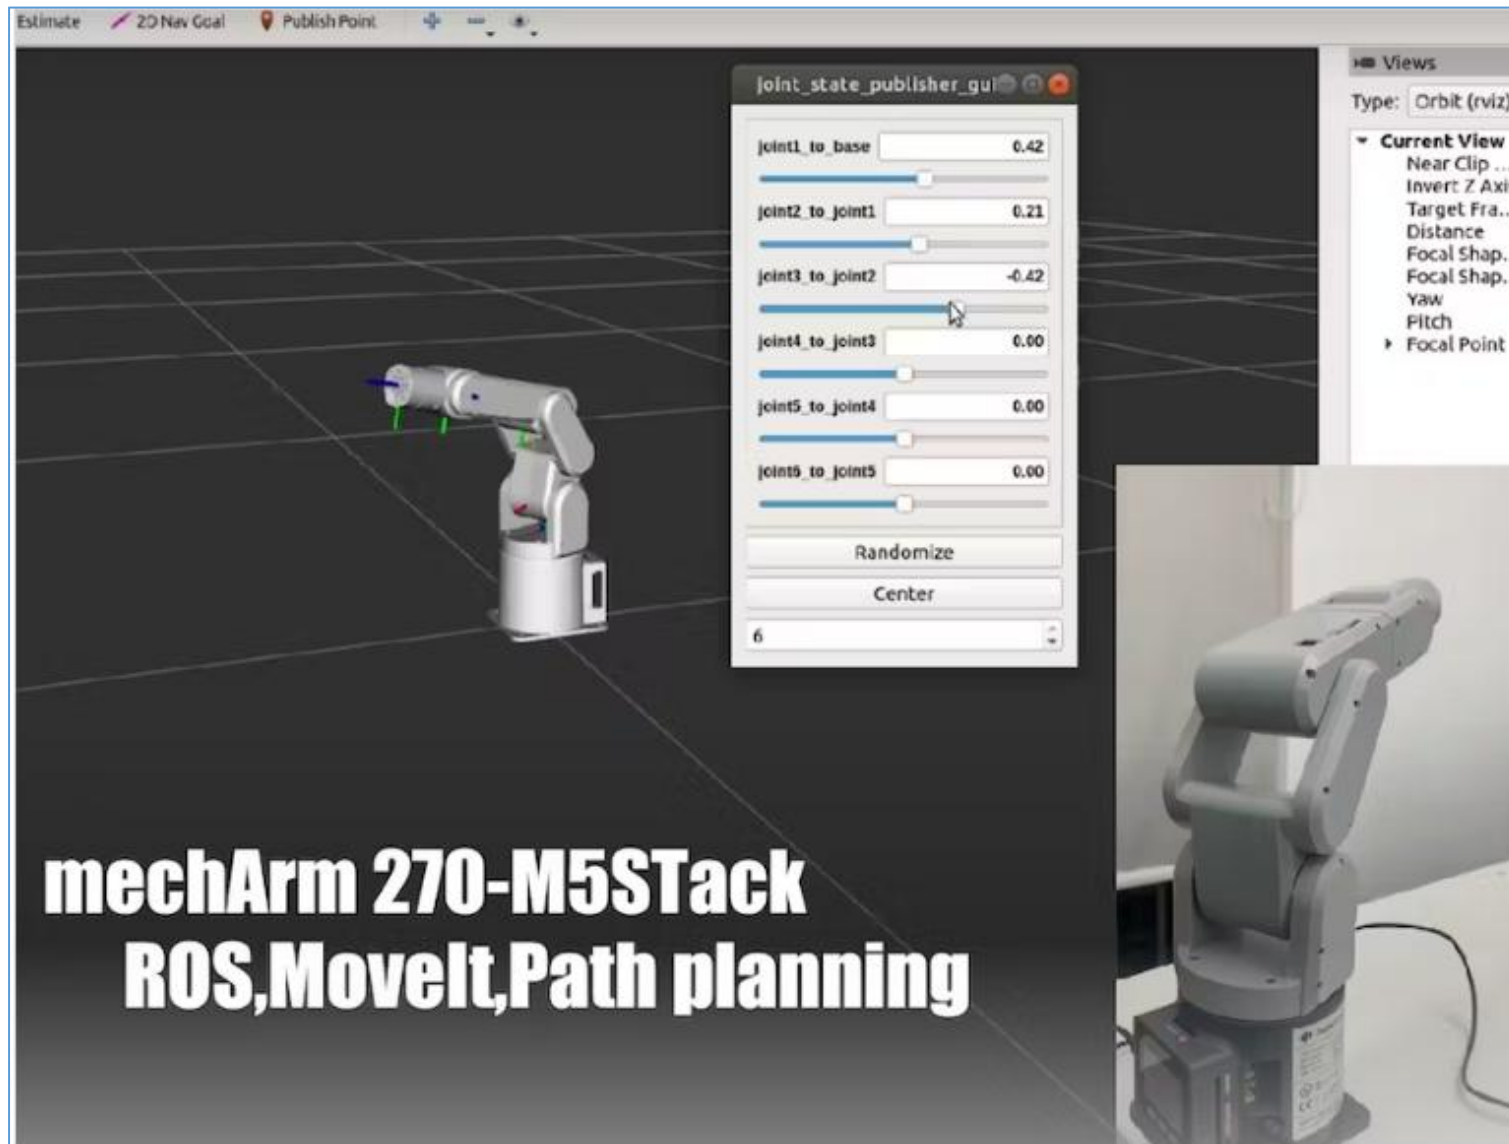 Estimate 2D Nav Goal Publish Point
joint_state_publisher_gui
joint1_to_base 0.42
joint2_to_joint1 0.21
joint3_to_joint2 -0.42
joint4_to_joint3 0.00
joint5_to_joint4 0.00
joint6_to_joint5 0.00
Randomize
Center
6
Views
Type: Orbit (rviz)
Current View
Near Clip ...
Invert Z Axi
Target Fra...
Distance
Focal Shap.
Focal Shap.
Yaw
Pitch
Focal Point
mechArm 270-M5STack
ROS,MoveIt,Path planning